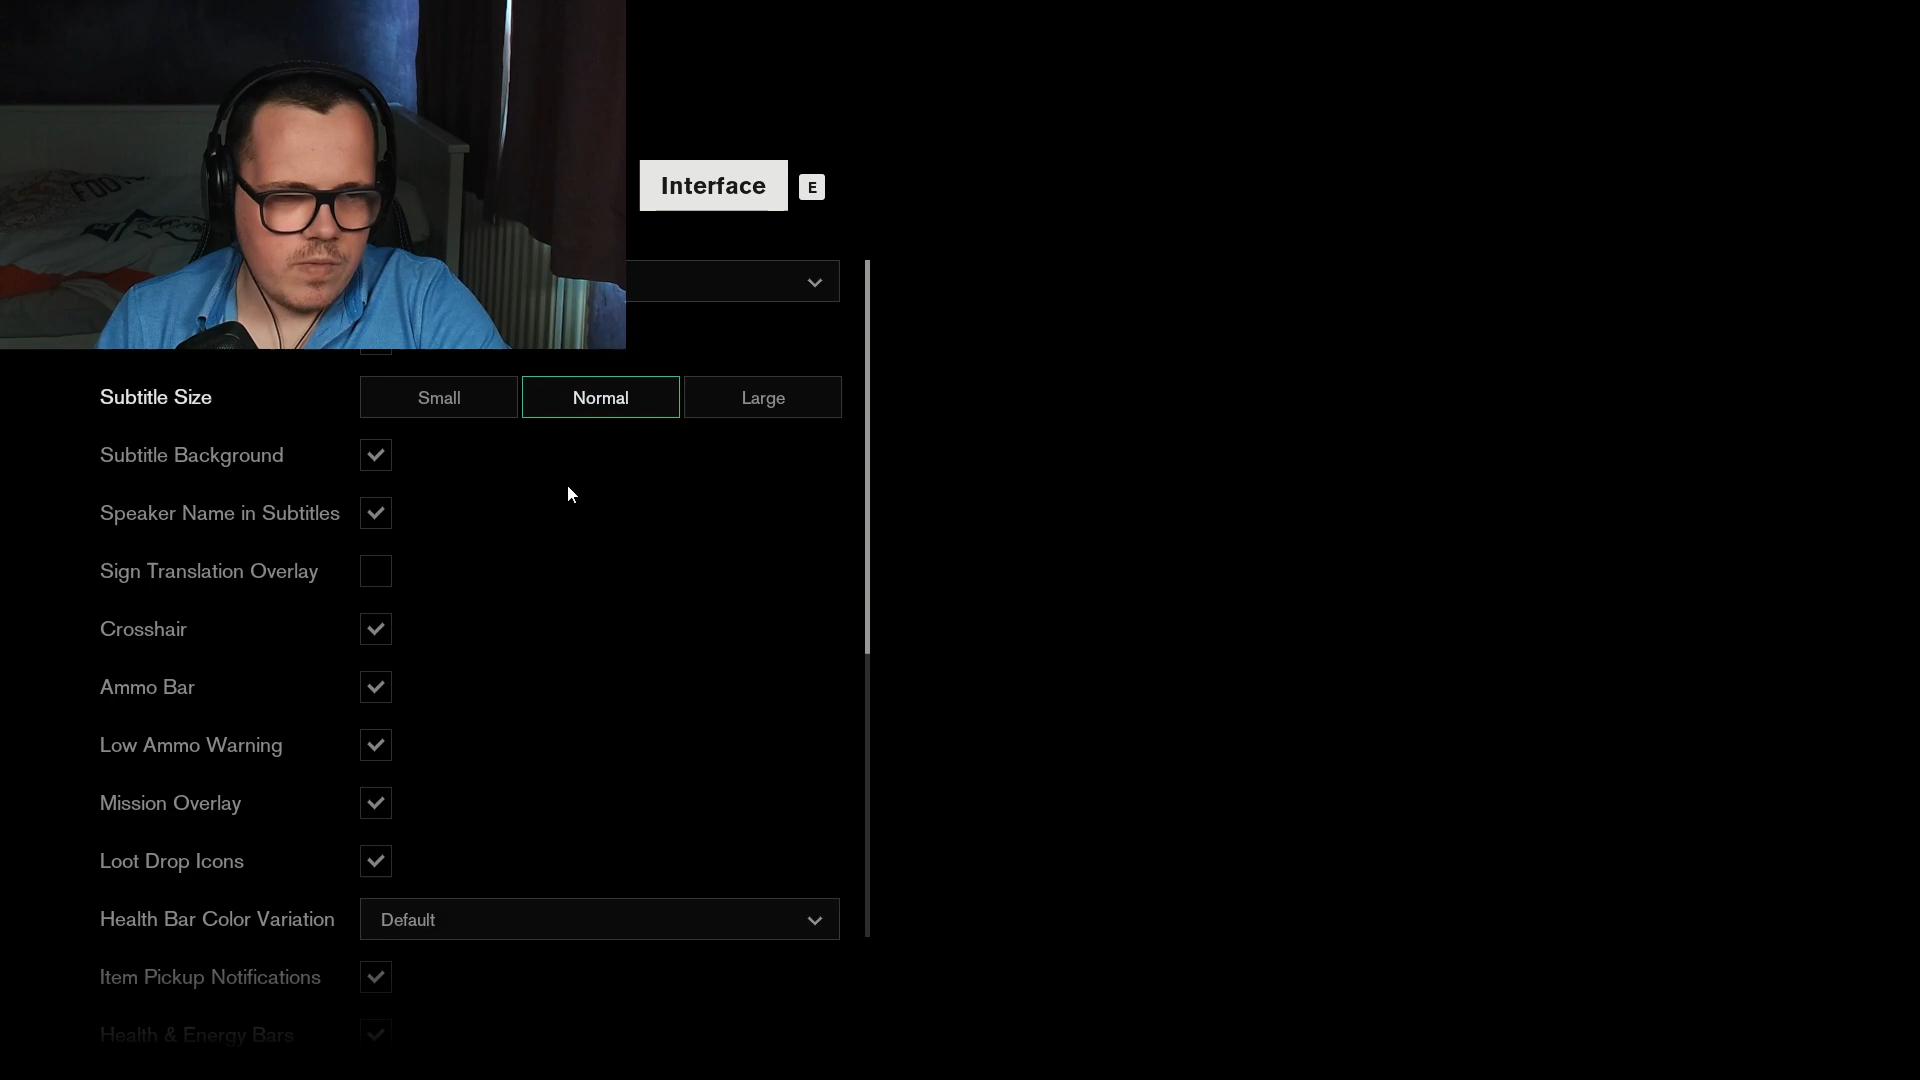 Interface
E
Subtitle Size
Small
Normal
Large
Subtitle Background
Speaker Name in Subtitles
Sign Translation Overlay
Crosshair
Ammo Bar
Low Ammo Warning
Mission Overlay
Loot Drop Icons
Health Bar Color Variation
Default
Item Pickup Notifications
Health & Energy Bars